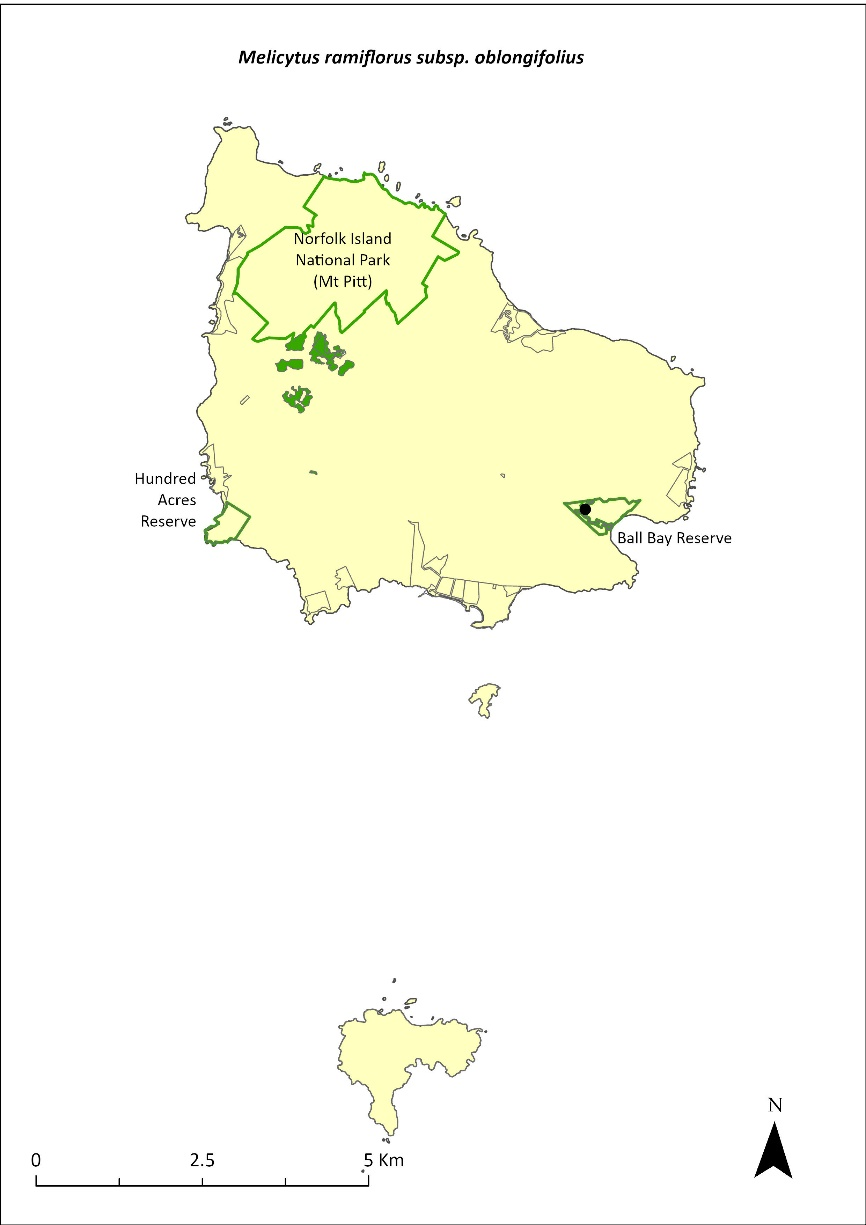 Melicytus ramiflorus subsp. oblongifolius
Norfolk Island
National Park
(Mt Pitt)
Hundred
Acres
Reserve
Ball Bay Reserve
N
0 2.5 5 Km